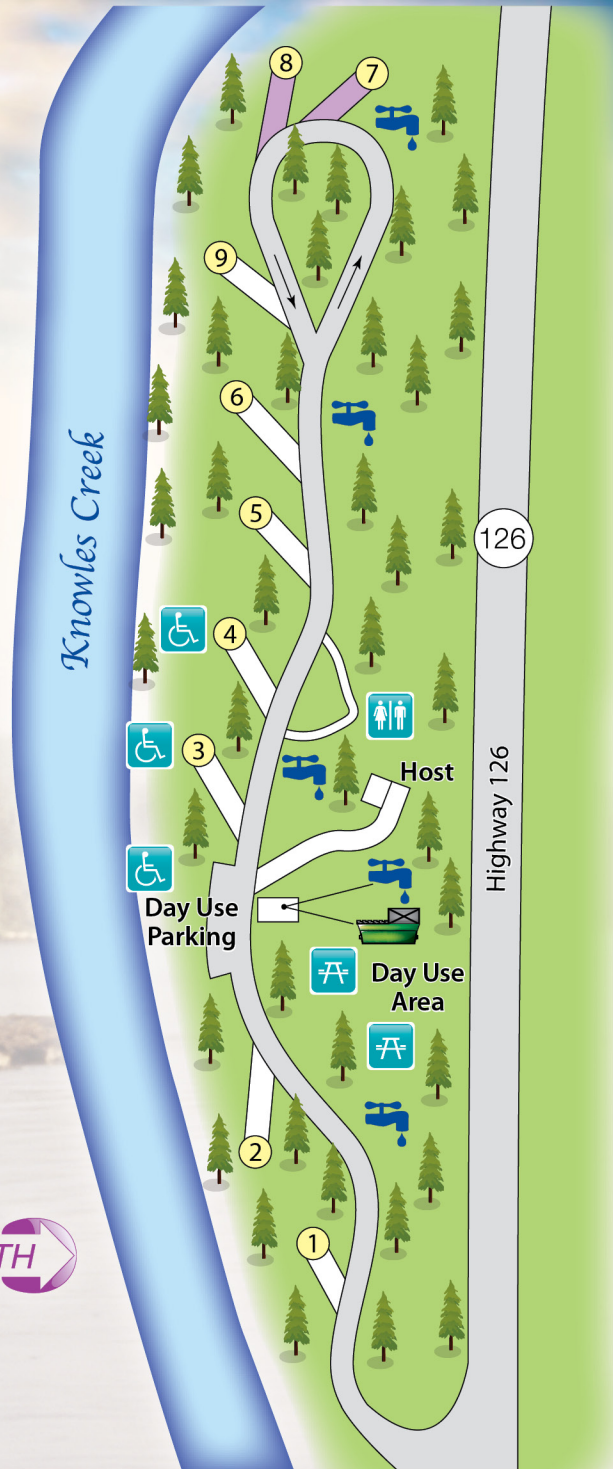 8
7
9
6
Knowles Creek
5
126
4
3
Host
Highway 126
Day Use
Parking
Day Use
Area
2
1
TH